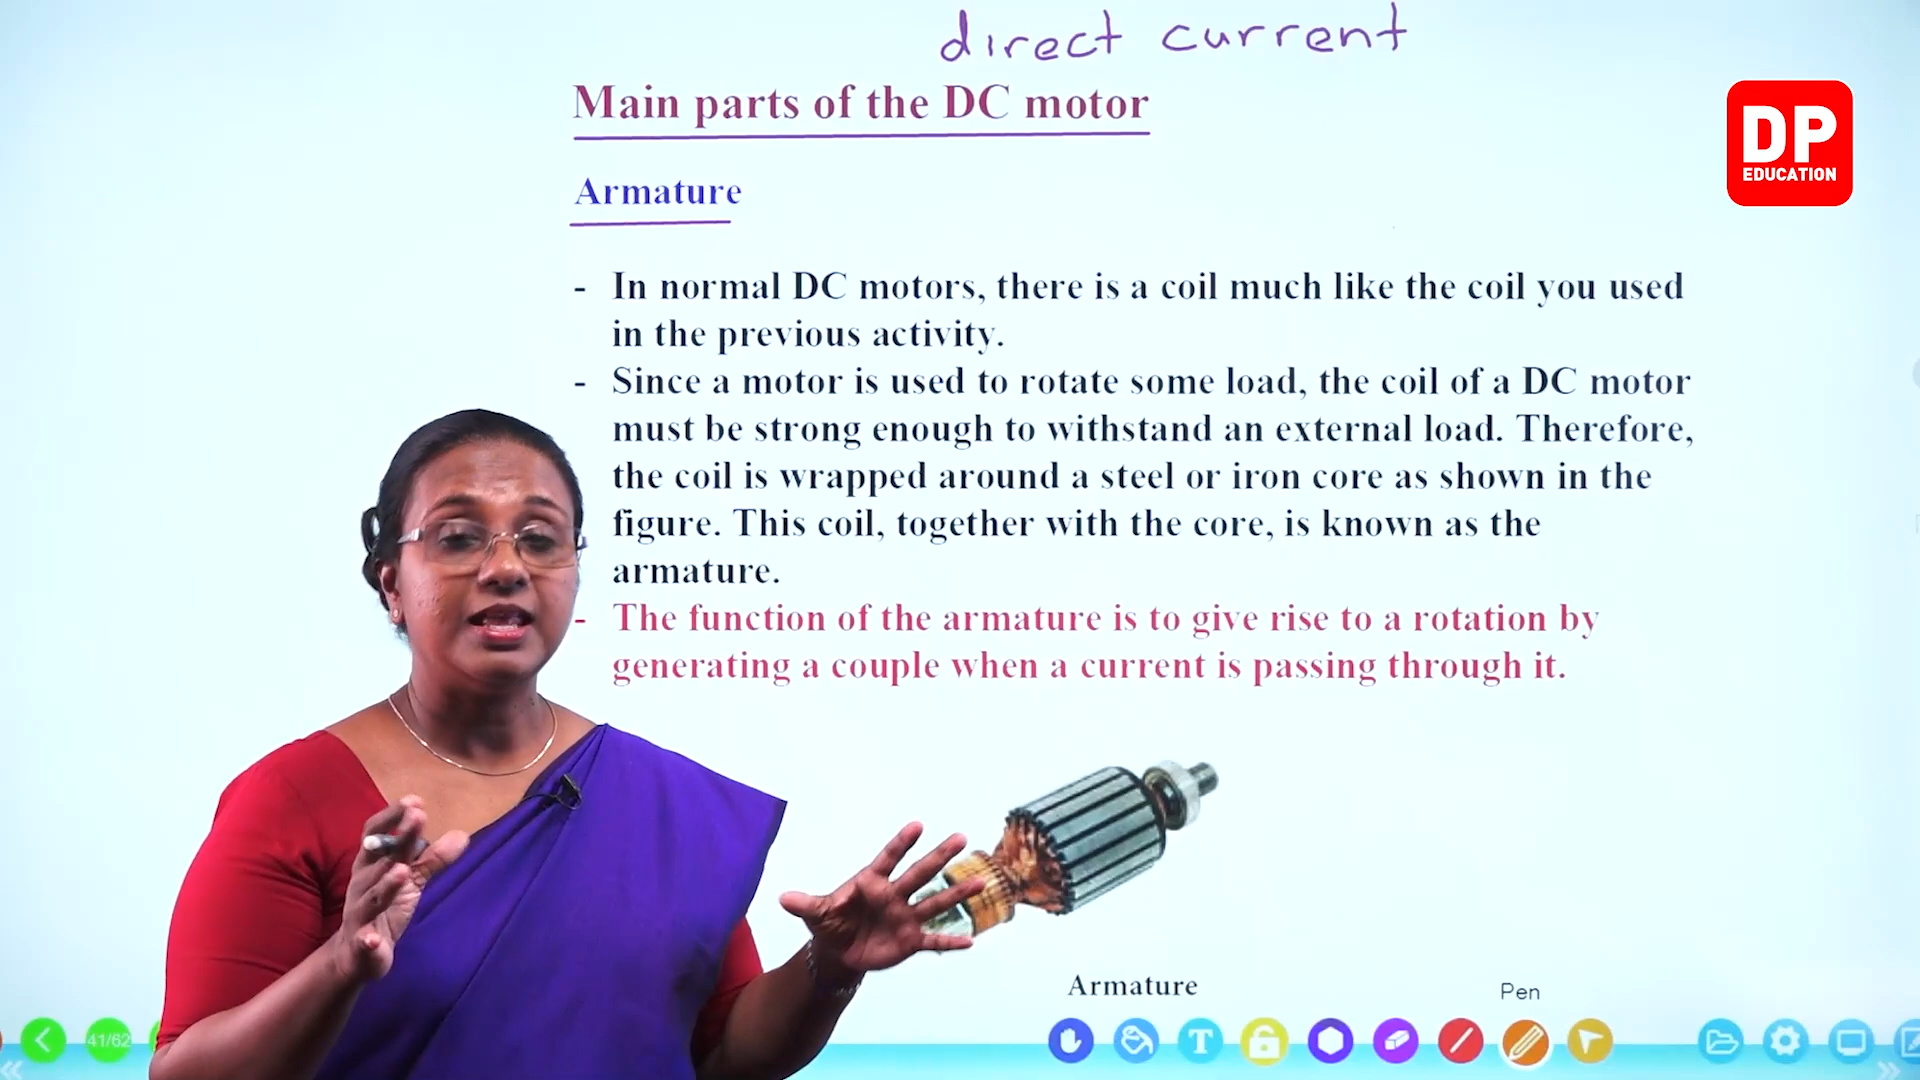 direct current
Main parts of the DC motor
DP
EDUCATION
Armature
- In normal DC motors, there is a coil much like the coil you used
in the previous activity.
- Since a motor is used to rotate some load, the coil of a DC motor
must be strong enough to withstand an external load. Therefore,
the coil is wrapped around a steel or iron core as shown in the
figure. This coil, together with the core, is known as the
armature.
- The function of the armature is to give rise to a rotation by
generating a couple when a current is passing through it.
Armature
Pen
41/62
T